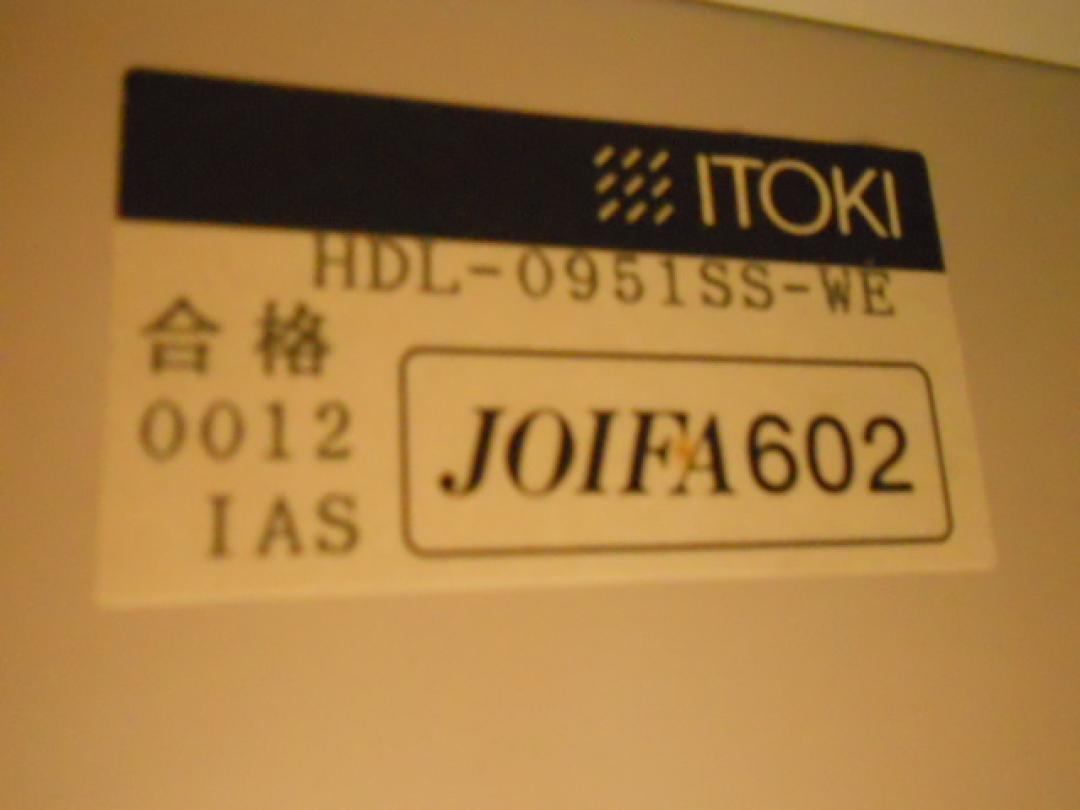 ITOKI
HDL-0951SS-WE
合格
0012
IAS
JOIFA602